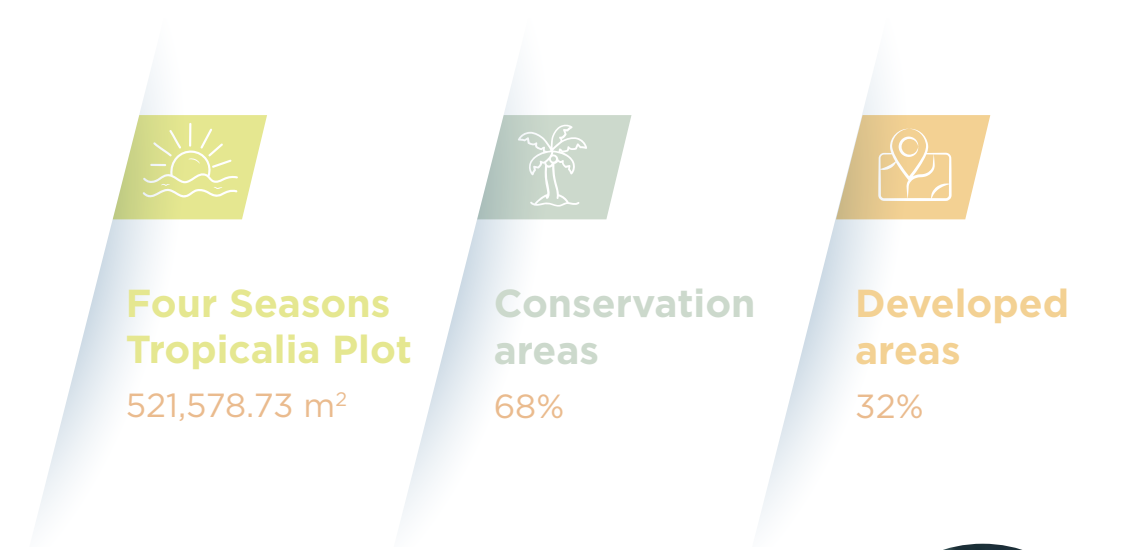 Four Seasons
Tropicalia Plot
521,578.73 m²
Conservation
areas
68%
Developed
areas
32%